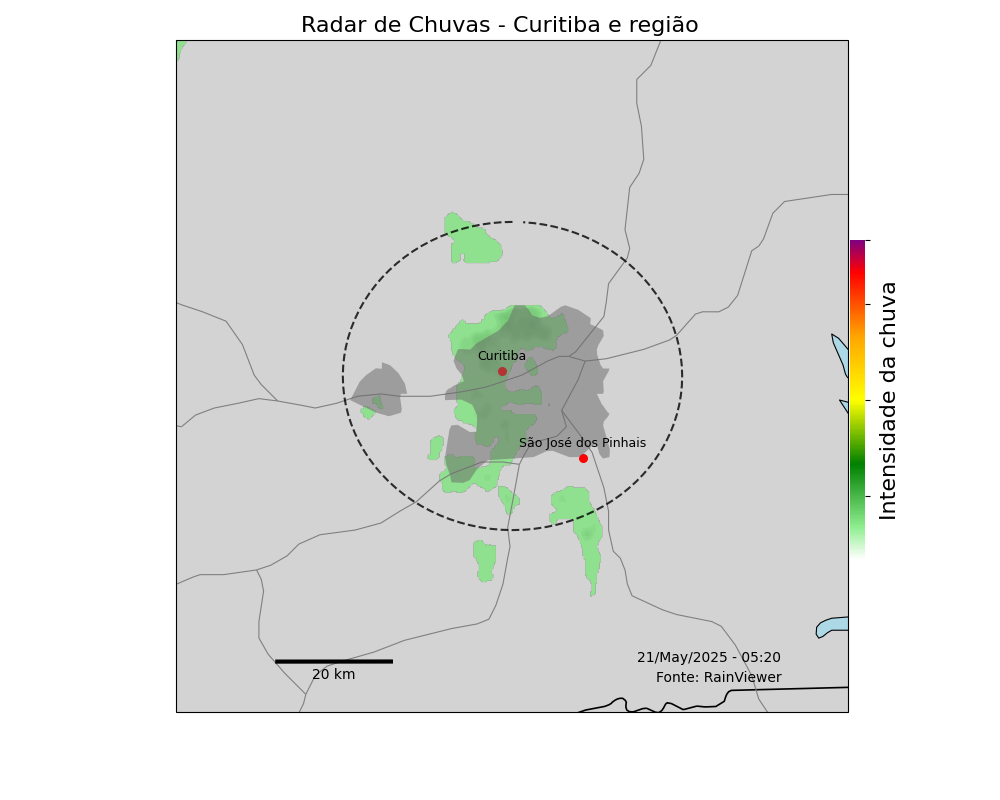 Radar de Chuvas - Curitiba e região
Curitiba
São José dos Pinhais
Intensidade da chuva
20 km
21/May/2025 - 05:20
Fonte: RainViewer